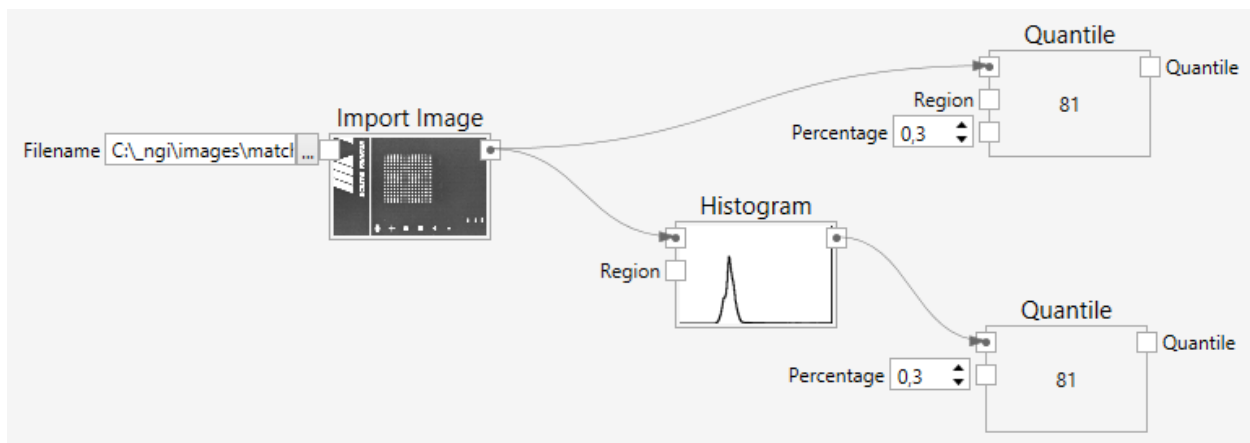 Quantile
Quantile
81
Region
Percentage 0,3
Import Image
Filename C:\_ngi\images\match ...
Histogram
Region
Quantile
Quantile
81
Percentage 0,3